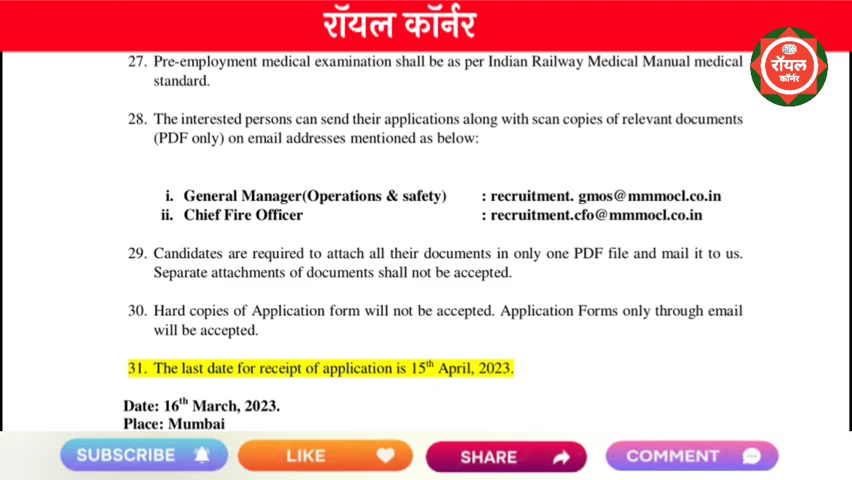 रॉयल कॉर्नर
रॉयल
कॉर्नर
27. Pre-employment medical examination shall be as per Indian Railway Medical Manual medical
standard.
28. The interested persons can send their applications along with scan copies of relevant documents
(PDF only) on email addresses mentioned as below:
i. General Manager(Operations & safety) : recruitment. gmos@mmmocl.co.in
ii. Chief Fire Officer : recruitment.cfo@mmmocl.co.in
29. Candidates are required to attach all their documents in only one PDF file and mail it to us.
Separate attachments of documents shall not be accepted.
30. Hard copies of Application form will not be accepted. Application Forms only through email
will be accepted.
31. The last date for receipt of application is 15th April, 2023.
Date: 16th March, 2023.
Place: Mumbai
SUBSCRIBE LIKE SHARE COMMENT